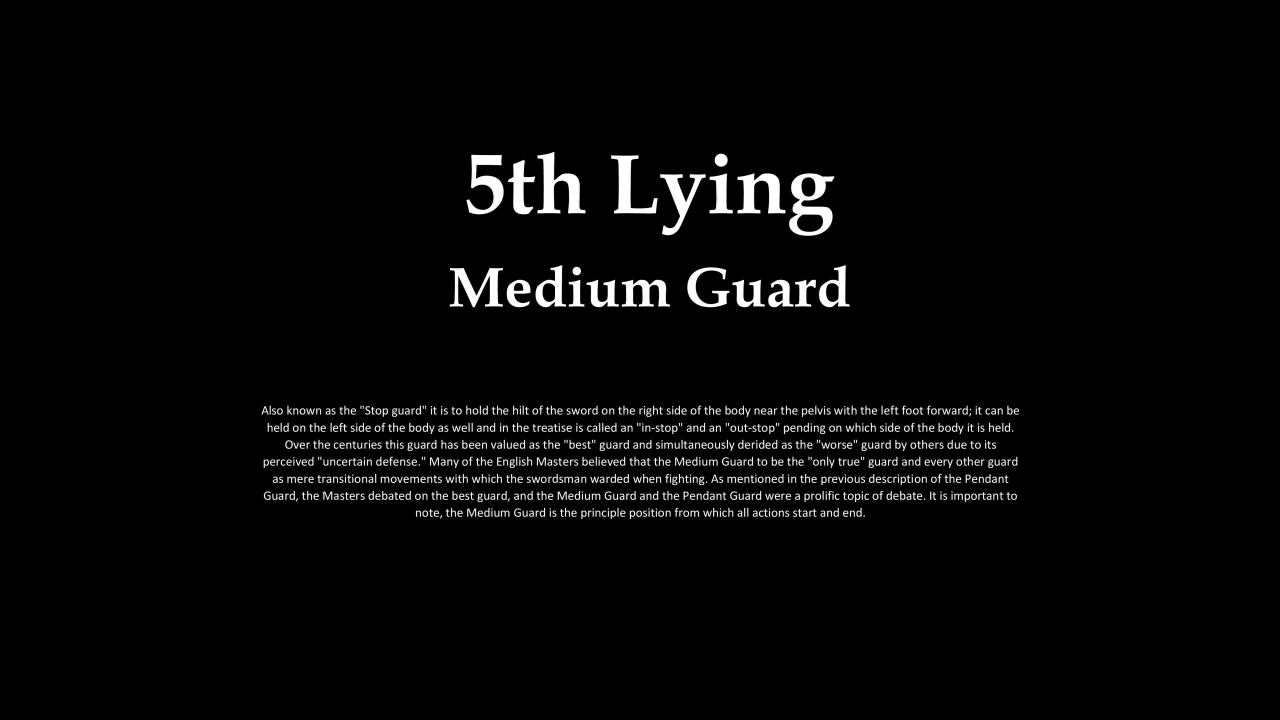 5th Lying
Medium Guard
Also known as the "Stop guard" it is to hold the hilt of the sword on the right side of the body near the pelvis with the left foot forward; it can be
held on the left side of the body as well and in the treatise is called an "in-stop" and an "out-stop" pending on which side of the body it is held.
Over the centuries this guard has been valued as the "best" guard and simultaneously derided as the "worse" guard by others due to its
perceived "uncertain defense." Many of the English Masters believed that the Medium Guard to be the "only true" guard and every other guard
as mere transitional movements with which the swordsman warded when fighting. As mentioned in the previous description of the Pendant
Guard, the Masters debated on the best guard, and the Medium Guard and the Pendant Guard were a prolific topic of debate. It is important to
note, the Medium Guard is the principle position from which all actions start and end.